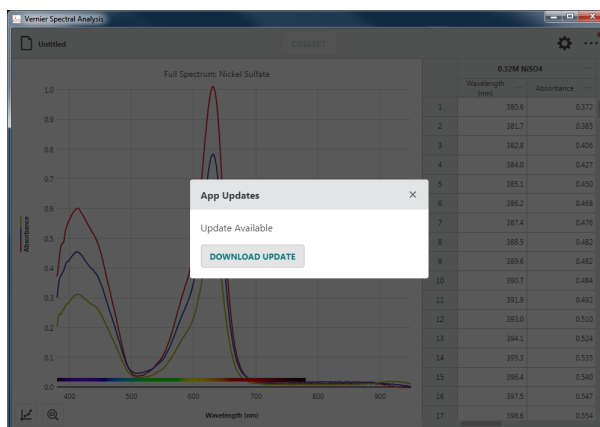 Vernier Spectral Analysis
Untitled
COLLECT
Full Spectrum: Nickel Sulfate
1.0
0.9
0.8
0.7
0.6
0.5
0.4
0.3
0.2
0.1
0.0
Absorbance
400 500 600 700 800 900
Wavelength (nm)
App Updates
Update Available
DOWNLOAD UPDATE
0.32M NiSO4
Wavelength (nm) Absorbance
1 380.6 0.372
2 381.7 0.385
3 382.8 0.406
4 384.0 0.427
5 385.1 0.450
6 386.2 0.468
7 387.4 0.476
8 388.5 0.482
9 389.6 0.482
10 390.7 0.484
11 391.9 0.492
12 393.0 0.510
13 394.1 0.524
14 395.3 0.535
15 396.4 0.540
16 397.5 0.547
17 398.6 0.554